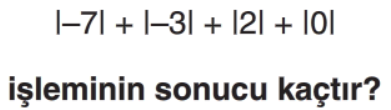 |–7| + |–3| + |2| + |0|
işleminin sonucu kaçtır?